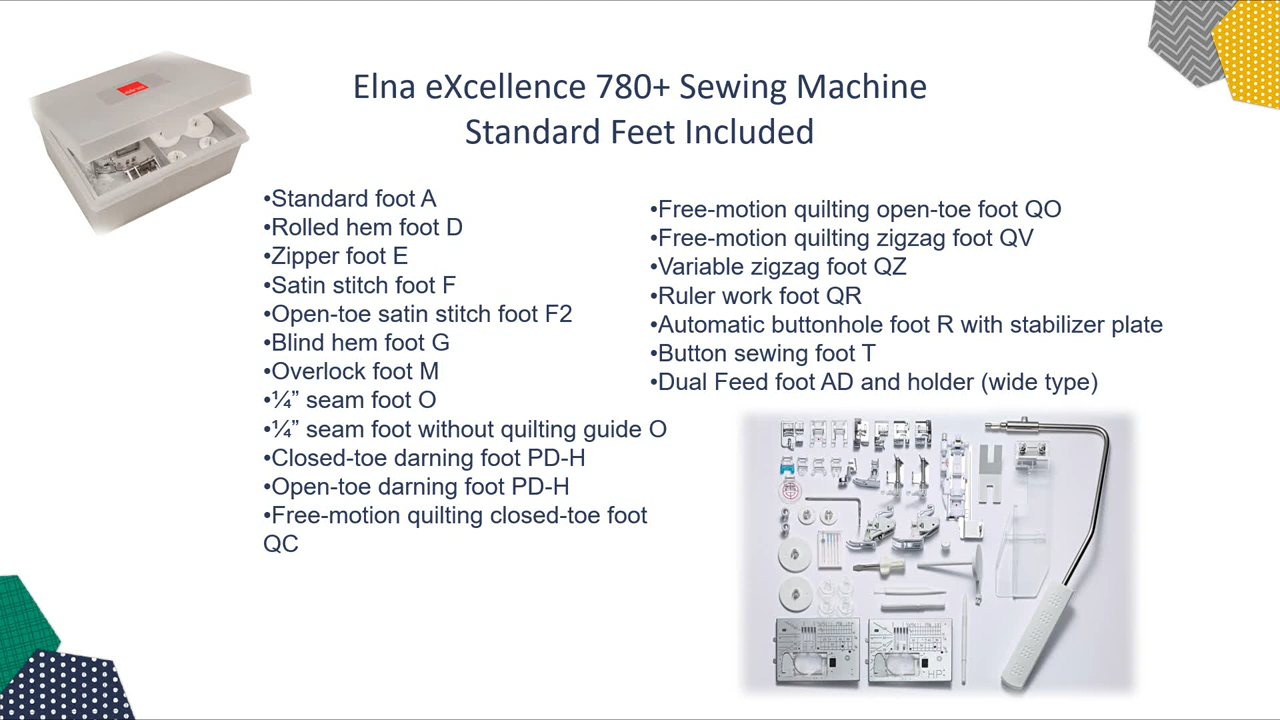 Elna eXcellence 780+ Sewing Machine
Standard Feet Included
•Standard foot A
•Rolled hem foot D
•Zipper foot E
•Satin stitch foot F
•Open-toe satin stitch foot F2
•Blind hem foot G
•Overlock foot M
•¼” seam foot O
•¼” seam foot without quilting guide O
•Closed-toe darning foot PD-H
•Open-toe darning foot PD-H
•Free-motion quilting closed-toe foot
QC
•Free-motion quilting open-toe foot QO
•Free-motion quilting zigzag foot QV
•Variable zigzag foot QZ
•Ruler work foot QR
•Automatic buttonhole foot R with stabilizer plate
•Button sewing foot T
•Dual Feed foot AD and holder (wide type)
HP